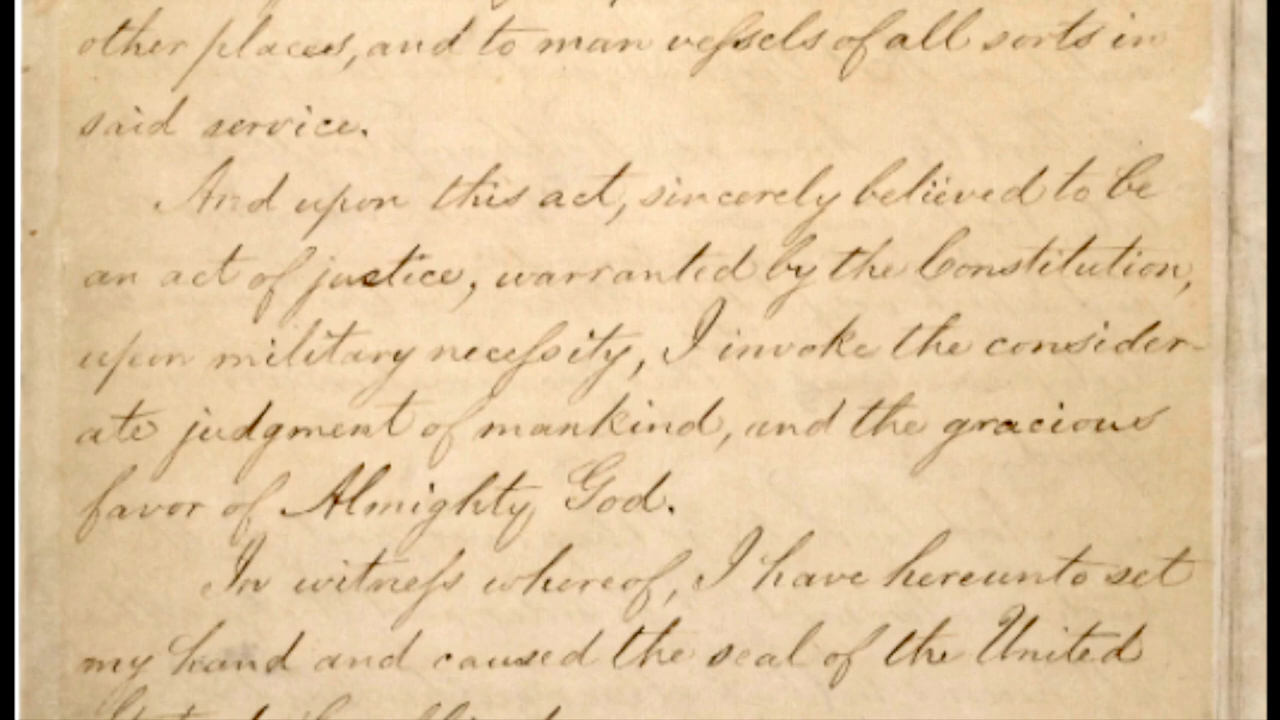 other places, and to man vessels of all sorts in
said service.
And upon this act, sincerely believed to be
an act of justice, warranted by the Constitution,
upon military necessity, I invoke the consider-
ate judgment of mankind, and the gracious
favor of Almighty God.
In witness whereof, I have hereunto set
my hand and caused the seal of the United